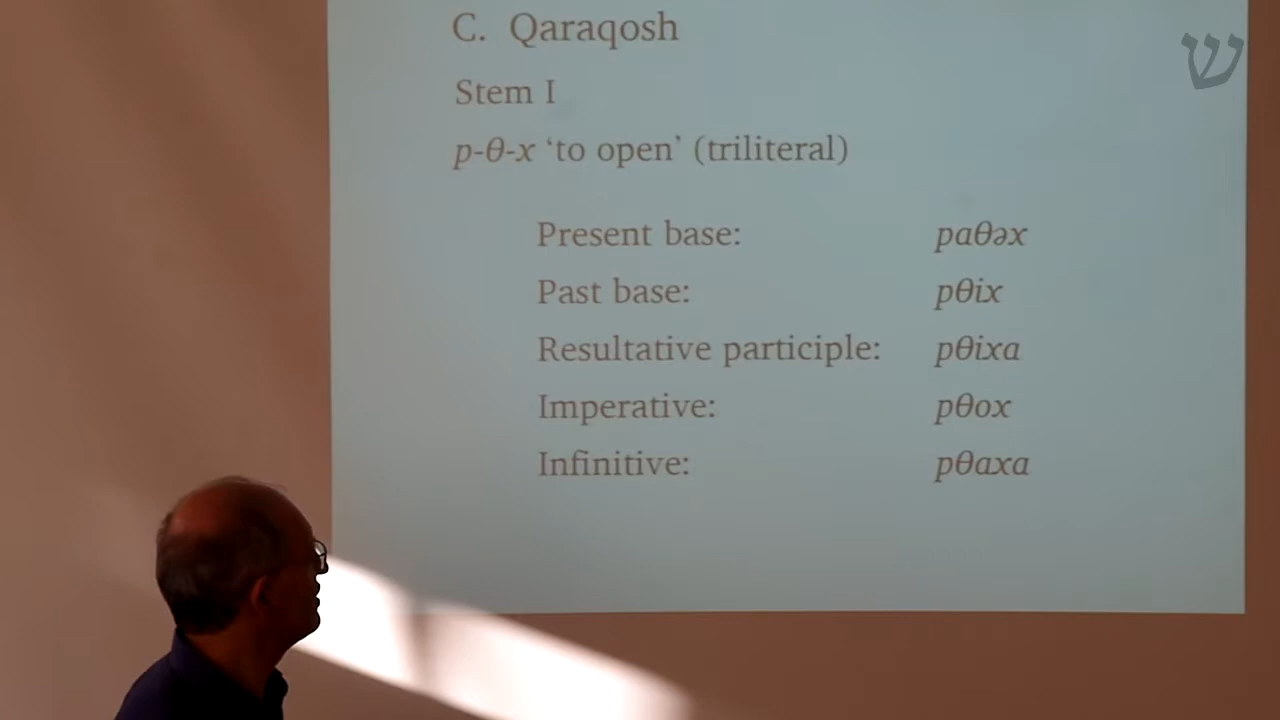 C. Qaraqosh
ש
Stem I
p-θ-x ‘to open’ (triliteral)
Present base: paθəx
Past base: pθix
Resultative participle: pθixa
Imperative: pθox
Infinitive: pθaxa